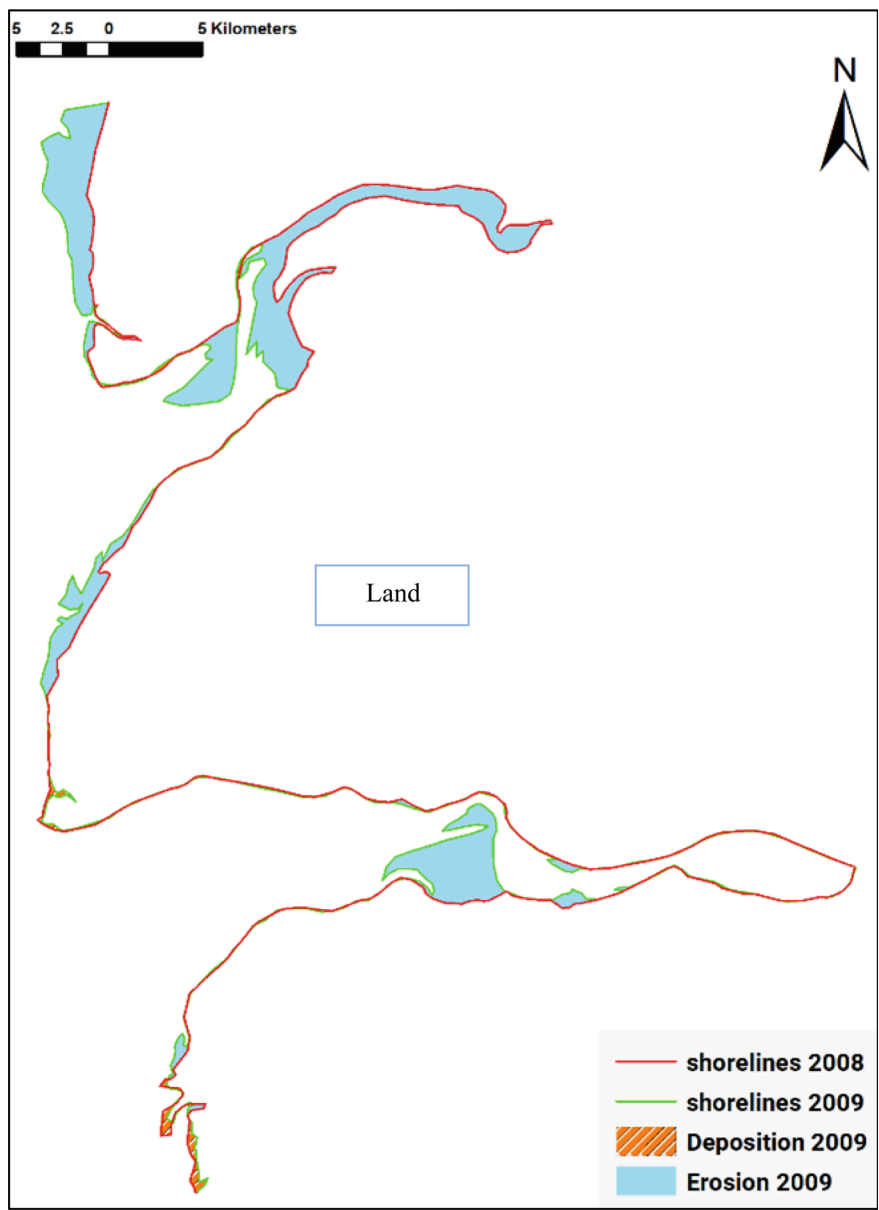 5 2.5 0 5 Kilometers
N
Land
shorelines 2008
shorelines 2009
Deposition 2009
Erosion 2009